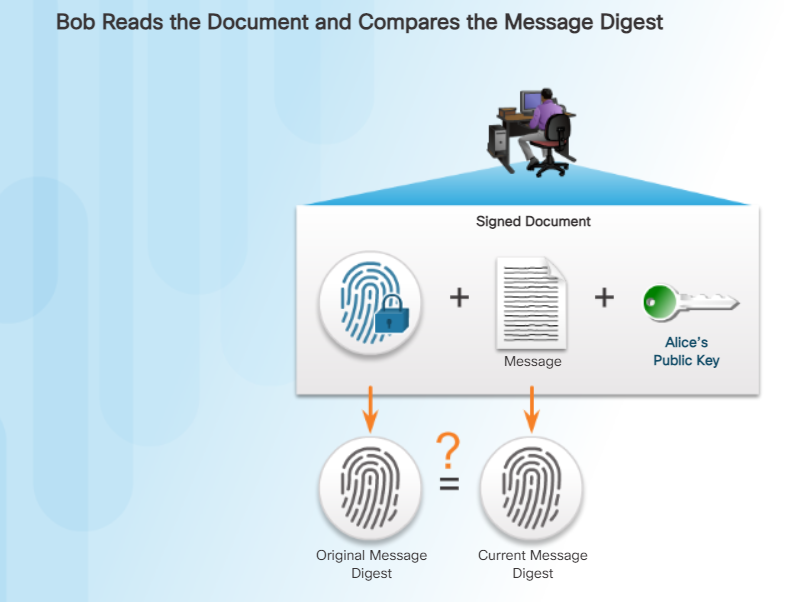 Bob Reads the Document and Compares the Message Digest
Signed Document
+
+
Message
Alice's
Public Key
?
=
Original Message
Digest
Current Message
Digest